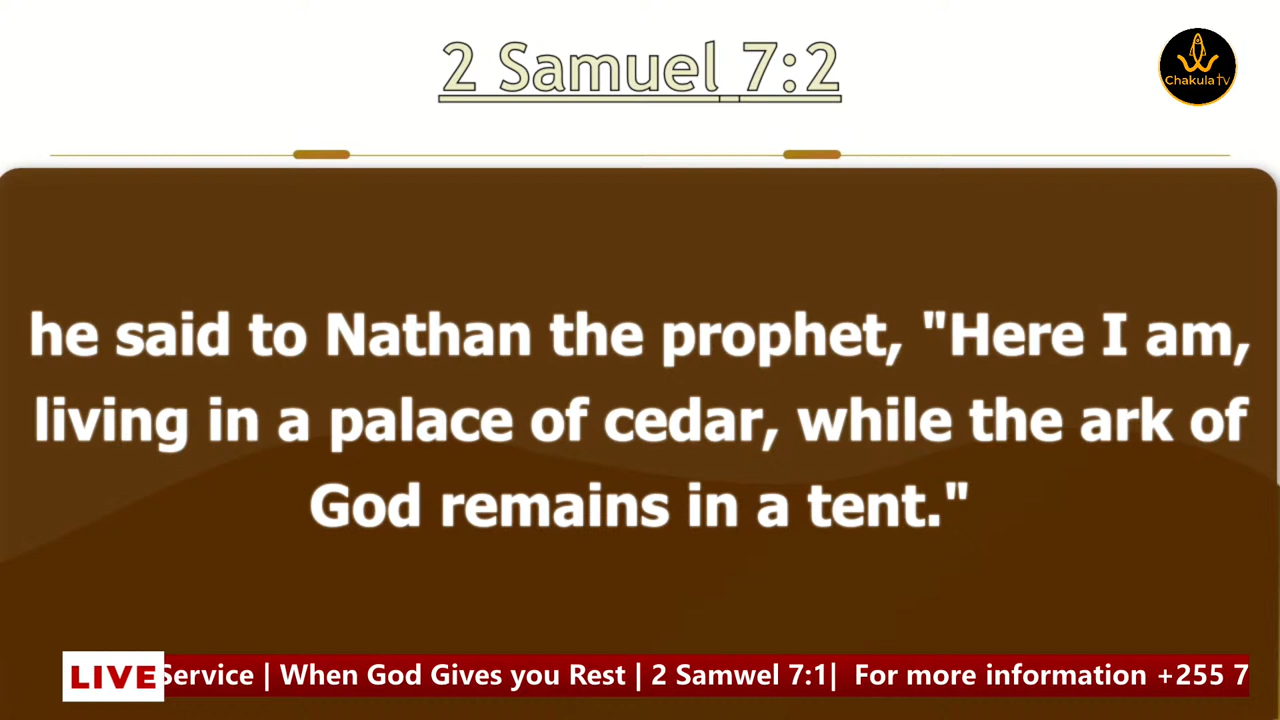 2 Samuel 7:2
Chakula tv
he said to Nathan the prophet, "Here I am,
living in a palace of cedar, while the ark of
God remains in a tent."
LIVE Service | When God Gives you Rest | 2 Samwel 7:1| For more information +255 7